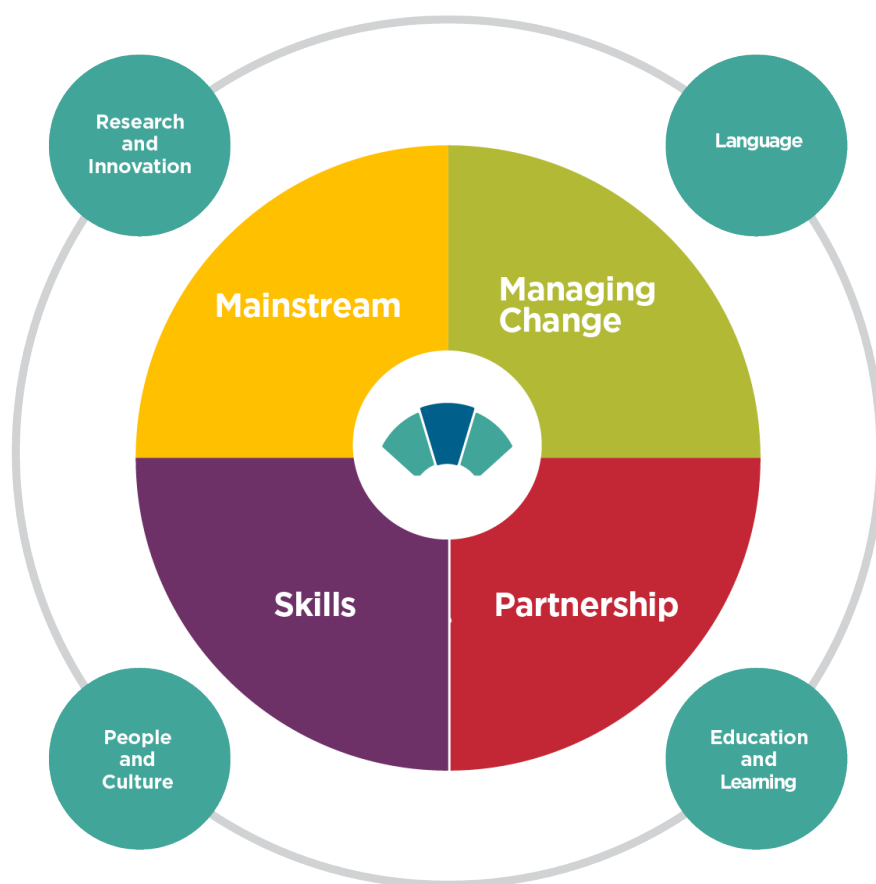 Research
and
Innovation
Language
Mainstream
Managing
Change
Skills
Partnership
People
and
Culture
Education
and
Learning